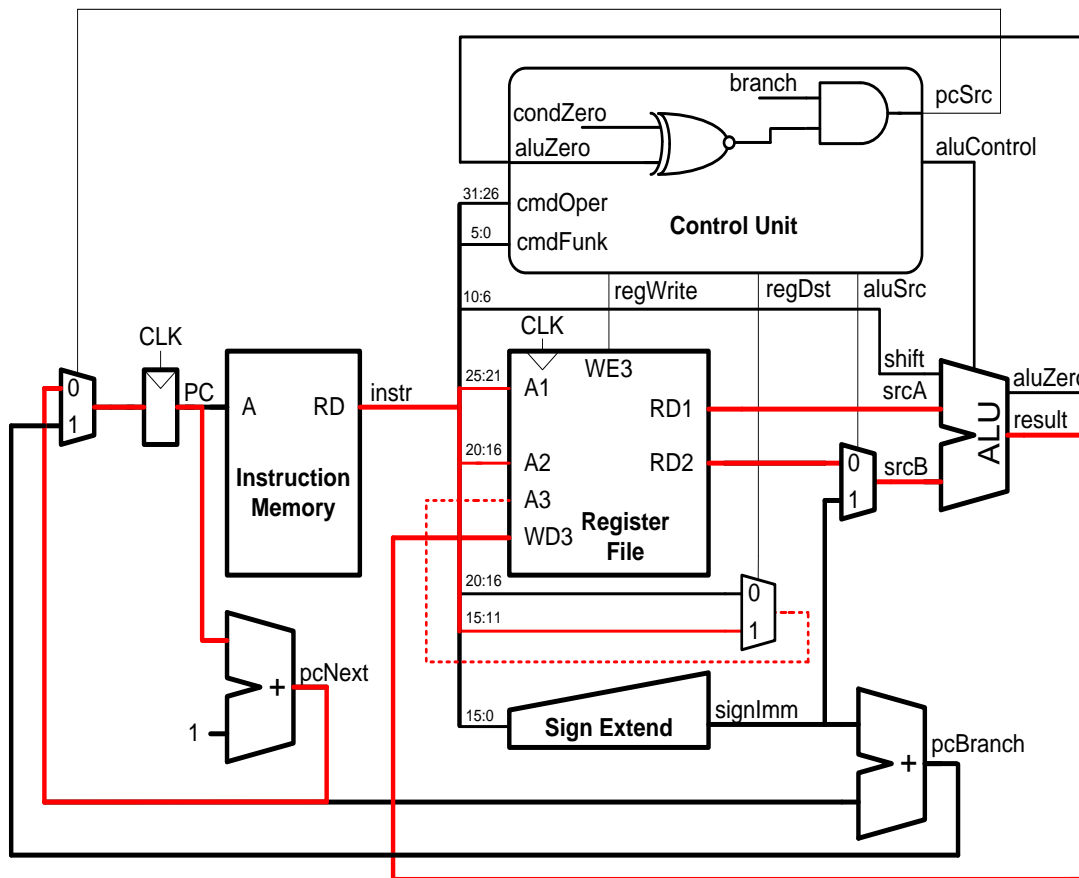 branch
pcSrc
condZero
aluZero
aluControl
31:26
cmdOper
Control Unit
5:0
cmdFunk
regWrite
regDst
aluSrc
10:6
CLK
CLK
shift
WE3
25:21
A1
0
PC
instr
srcA
aluZero
A
RD
RD1
result
1
ALU
20:16
A2
RD2
0
srcB
Instruction
Memory
A3
1
Register
File
WD3
20:16
0
15:11
1
pcNext
+
1
15:0
Sign Extend
signImm
pcBranch
+